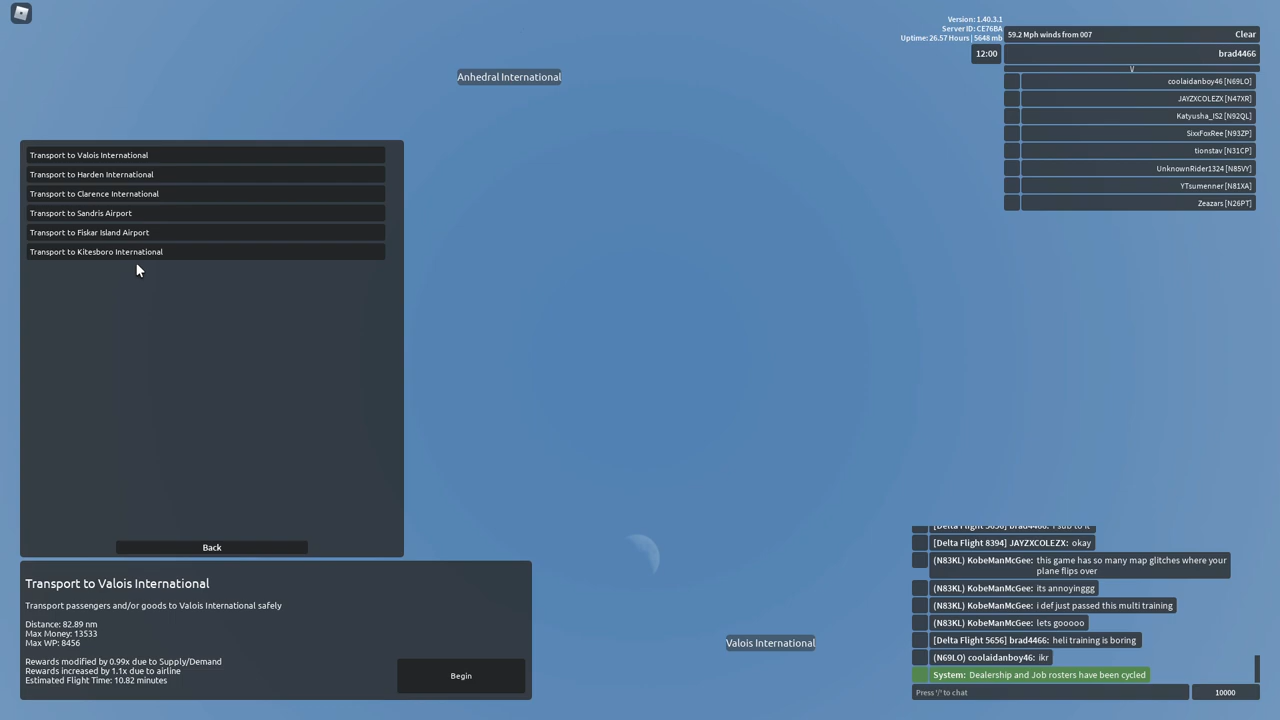 Version: 1.40.3.1
Server ID: CE76BA
Uptime: 26.57 Hours | 5648 mb
59.2 Mph winds from 007
Clear
12:00
brad4466
V
coolaidanboy46 [N69LO]
JAYZXCOLEZX [N47XR]
Katyusha_IS2 [N92QL]
SixxFoxRee [N93ZP]
tionstav [N31CP]
UnknownRider1324 [N85VY]
YTsumenner [N81XA]
Zeazars [N26PT]
Anhedral International
Transport to Valois International
Transport to Harden International
Transport to Clarence International
Transport to Sandris Airport
Transport to Fiskar Island Airport
Transport to Kitesboro International
Back
Transport to Valois International
Transport passengers and/or goods to Valois International safely
Distance: 82.89 nm
Max Money: 13533
Max WP: 8456
Rewards modified by 0.99x due to Supply/Demand
Rewards increased by 1.1x due to airline
Estimated Flight Time: 10.82 minutes
Begin
Valois International
[Delta Flight 5656] brad4466: I sub to it
[Delta Flight 8394] JAYZXCOLEZX: okay
(N83KL) KobeManMcGee: this game has so many map glitches where your
plane flips over
(N83KL) KobeManMcGee: its annoyinggg
(N83KL) KobeManMcGee: i def just passed this multi training
(N83KL) KobeManMcGee: lets gooooo
[Delta Flight 5656] brad4466: heli training is boring
(N69LO) coolaidanboy46: ikr
System: Dealership and Job rosters have been cycled
Press '/' to chat
10000